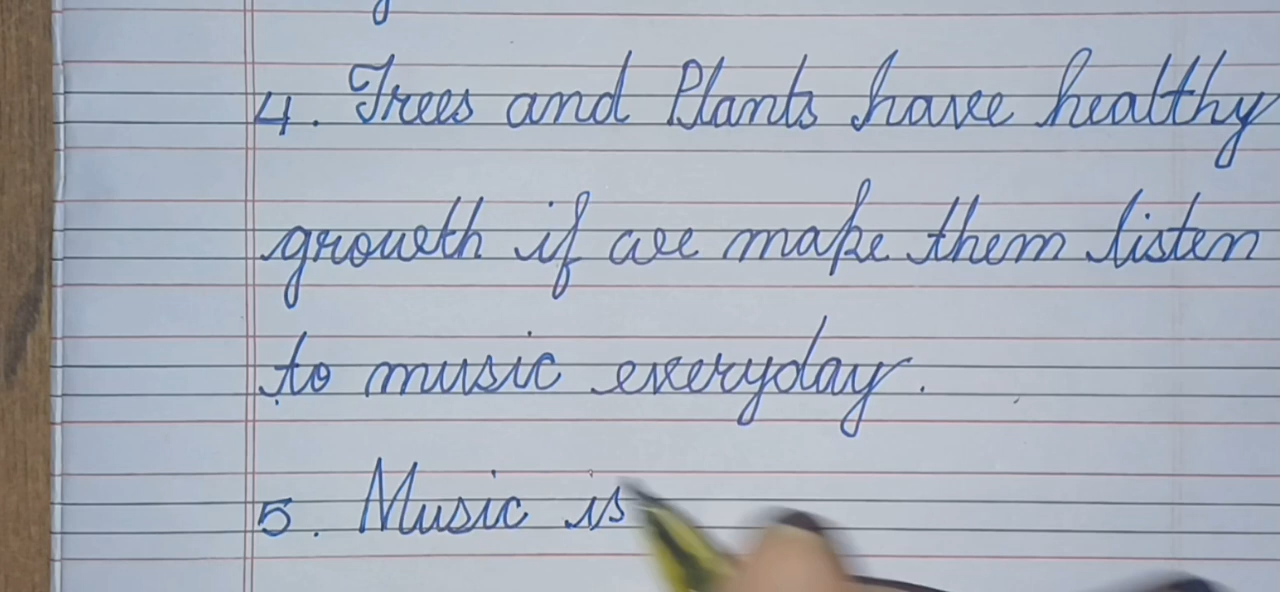 4. Trees and Plants have healthy
growth if we make them listen
to music everyday.
5. Music is